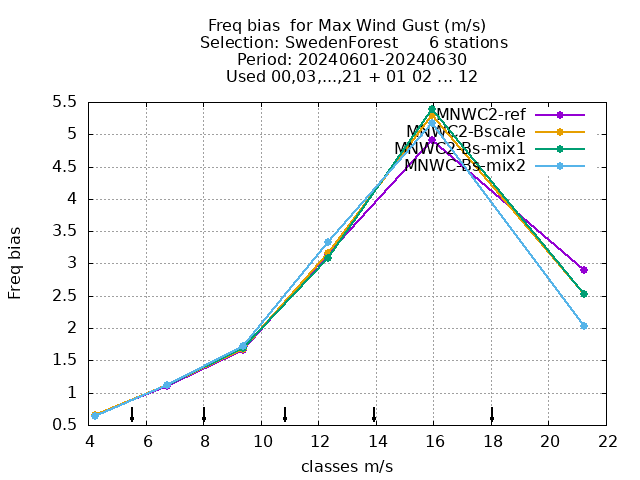 Freq bias  for Max Wind Gust (m/s)
Selection: SwedenForest      6 stations
Period: 20240601-20240630
Used 00,03,...,21 + 01 02 ... 12
5.5
5
4.5
4
3.5
3
2.5
2
1.5
1
0.5
Freq bias
MNWC2-ref
MNWC2-Bscale
MNWC2-Bs-mix1
MNWC-Bs-mix2
4 6 8 10 12 14 16 18 20 22
classes m/s